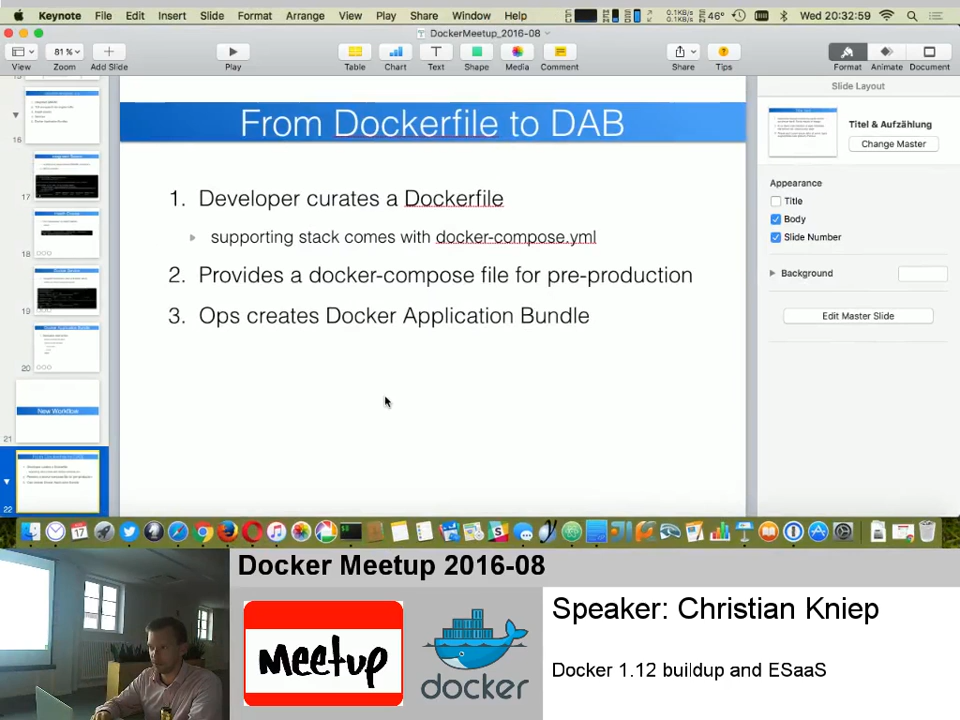 Keynote File Edit Insert Slide Format Arrange View Play Share Window Help
0.1KB/s
0.1KB/s
46° Wed 20:32:59
DockerMeetup_2016-08
81 %
View Zoom Add Slide Play Table Chart Text Shape Media Comment Share Tips Format Animate Document
16
17
18
19
20
New Workflow
21
22
From Dockerfile to DAB
1. Developer curates a Dockerfile
supporting stack comes with docker-compose.yml
2. Provides a docker-compose file for pre-production
3. Ops creates Docker Application Bundle
Slide Layout
Titel & Aufzählung
Change Master
Appearance
Title
Body
Slide Number
Background
Edit Master Slide
Docker Meetup 2016-08
Meetup
docker
Speaker: Christian Kniep
Docker 1.12 buildup and ESaaS